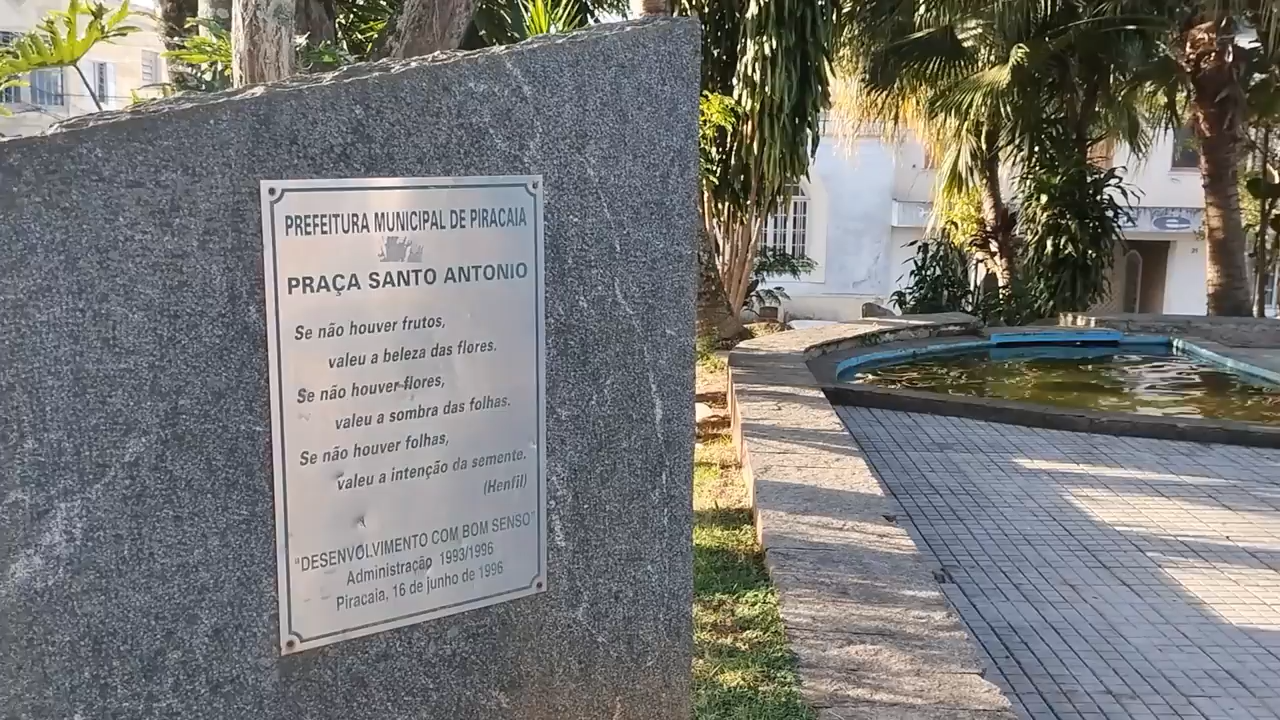 PREFEITURA MUNICIPAL DE PIRACAIA
PRAÇA SANTO ANTONIO
Se não houver frutos,
valeu a beleza das flores.
Se não houver flores,
valeu a sombra das folhas.
Se não houver folhas,
valeu a intenção da semente.
(Henfil)
"DESENVOLVIMENTO COM BOM SENSO"
Administração 1993/1996
Piracaia, 16 de junho de 1996